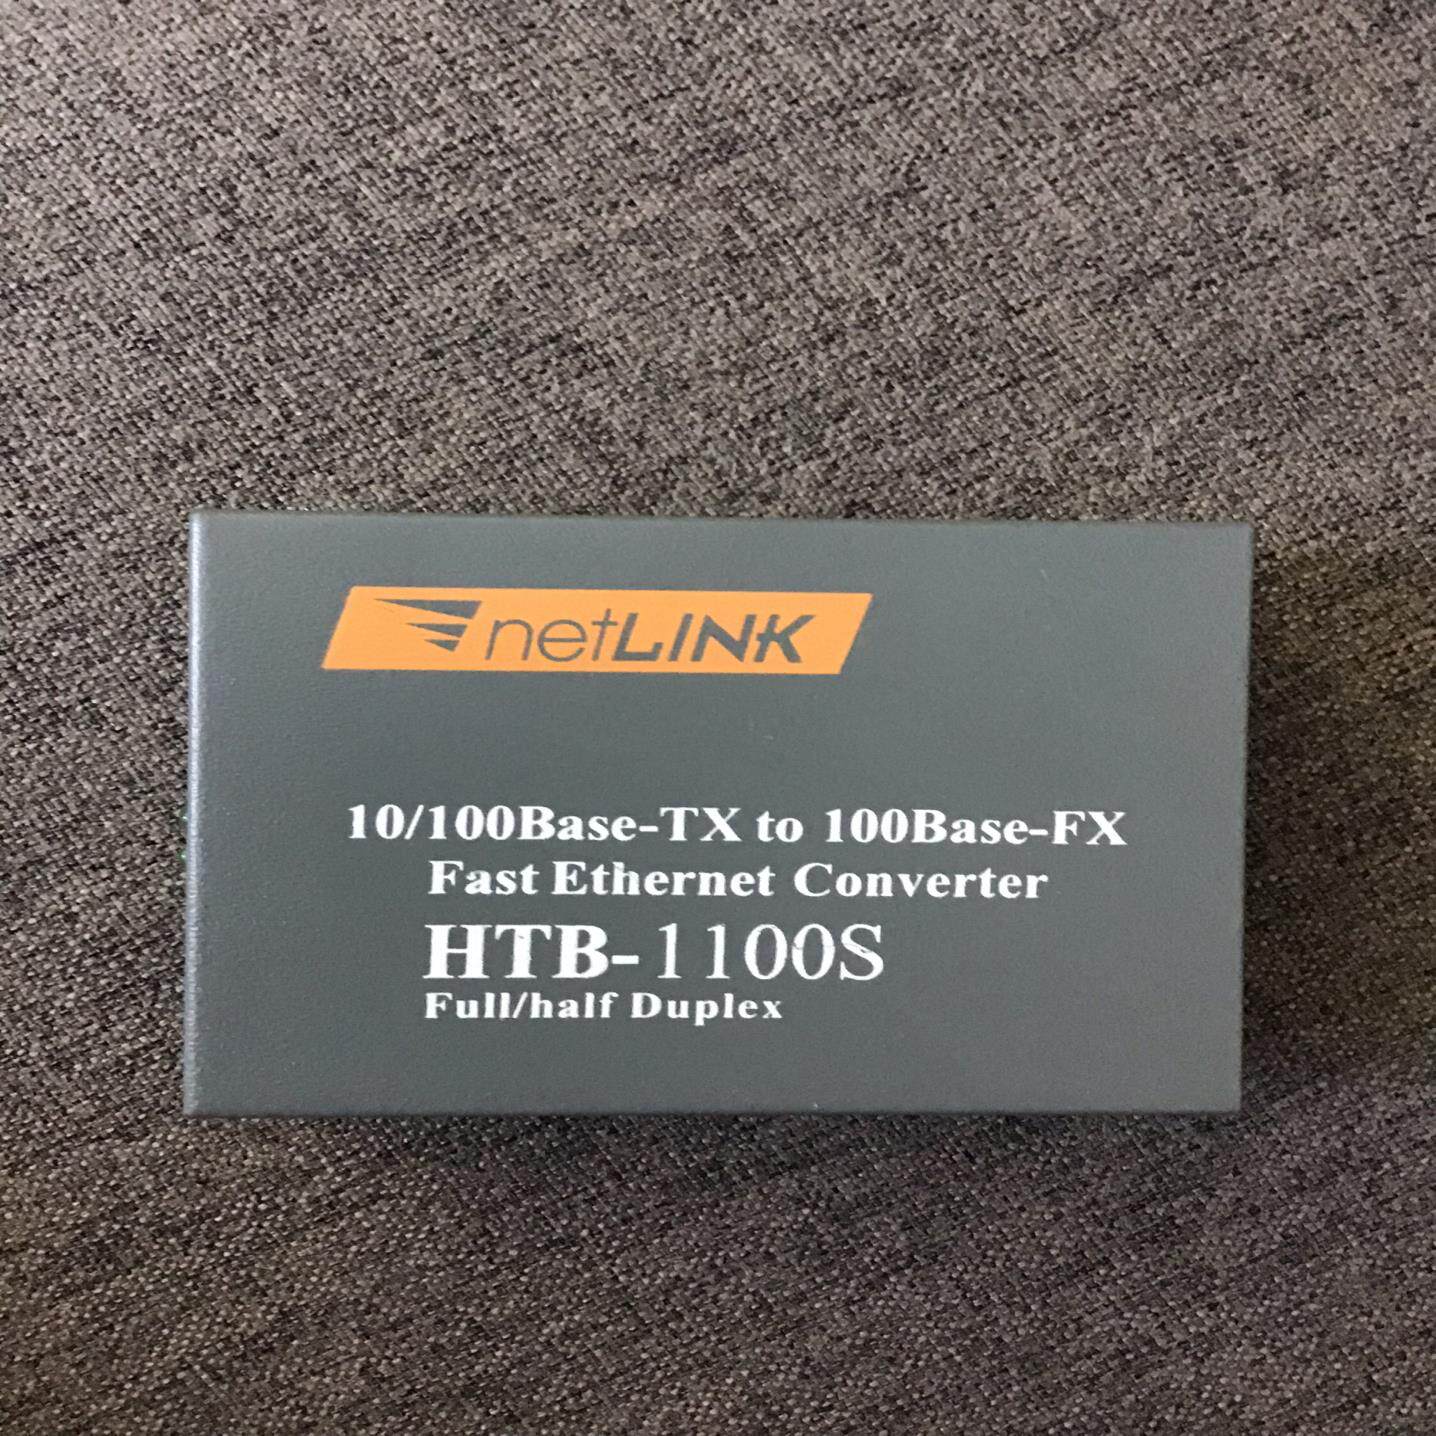 netLINK
10/100Base-TX to 100Base-FX
Fast Ethernet Converter
HTB-1100S
Full/half Duplex